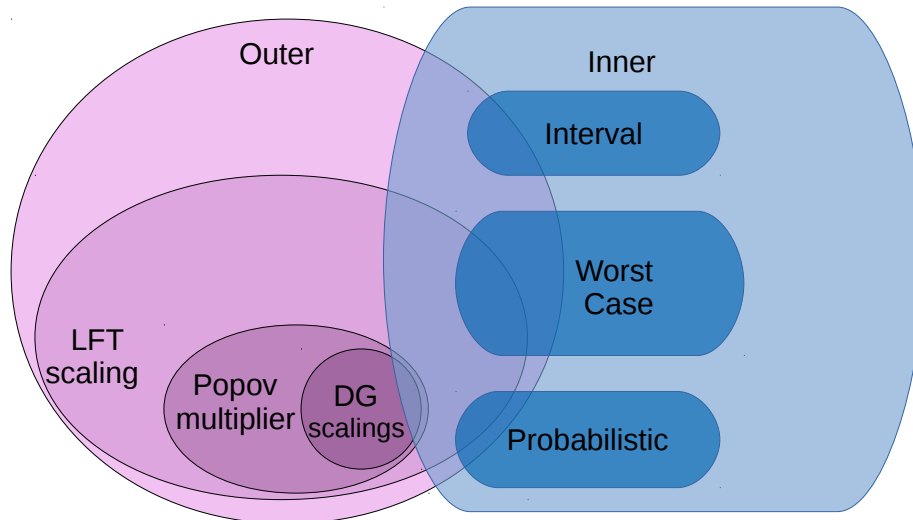 Outer
Inner
Interval
Worst
Case
LFT
scaling
Popov
multiplier
DG
scalings
Probabilistic